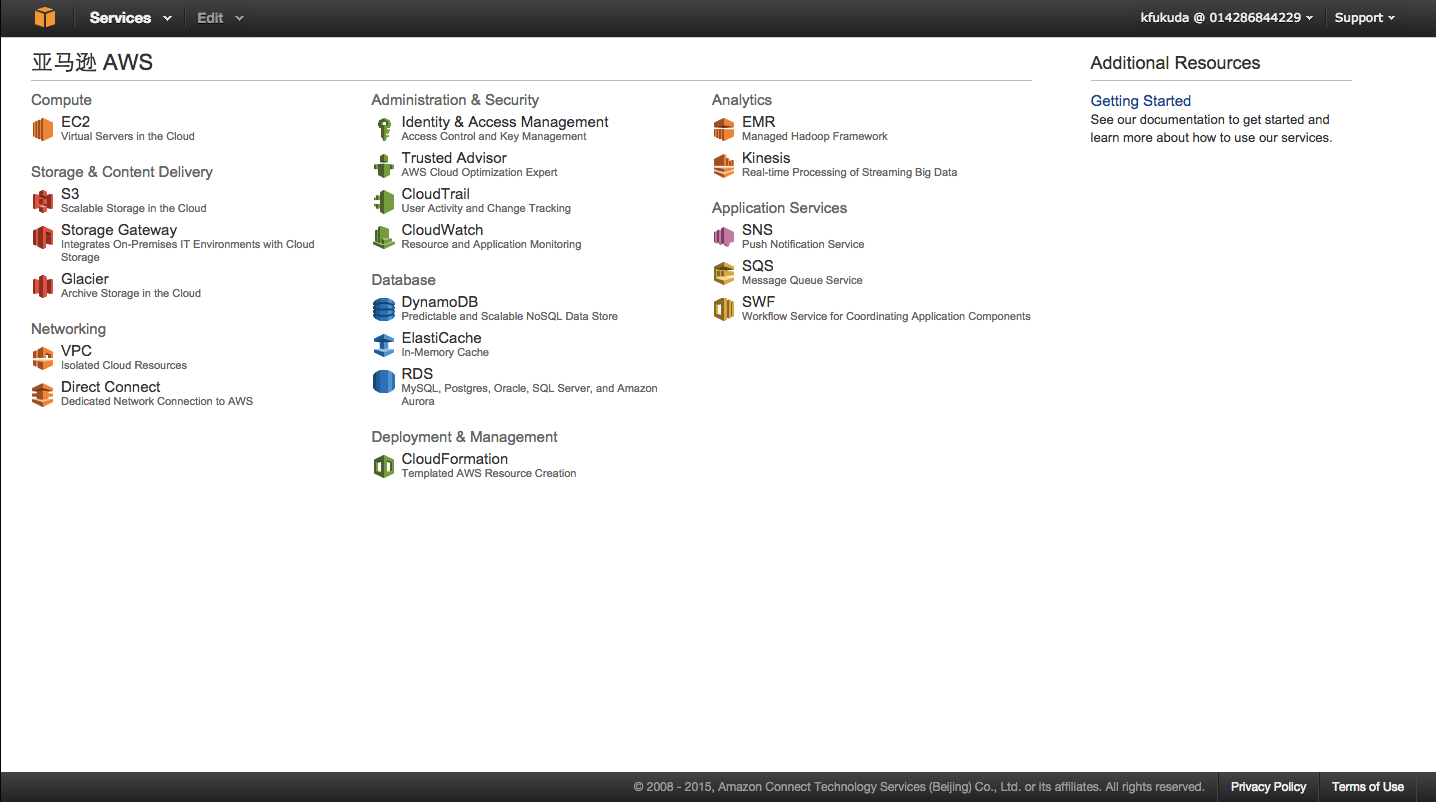 Services Edit kfukuda @ 014286844229 Support
亚马逊 AWS
Compute
EC2
Virtual Servers in the Cloud
Storage & Content Delivery
S3
Scalable Storage in the Cloud
Storage Gateway
Integrates On-Premises IT Environments with Cloud
Storage
Glacier
Archive Storage in the Cloud
Networking
VPC
Isolated Cloud Resources
Direct Connect
Dedicated Network Connection to AWS
Administration & Security
Identity & Access Management
Access Control and Key Management
Trusted Advisor
AWS Cloud Optimization Expert
CloudTrail
User Activity and Change Tracking
CloudWatch
Resource and Application Monitoring
Database
DynamoDB
Predictable and Scalable NoSQL Data Store
ElastiCache
In-Memory Cache
RDS
MySQL, Postgres, Oracle, SQL Server, and Amazon
Aurora
Deployment & Management
CloudFormation
Templated AWS Resource Creation
Analytics
EMR
Managed Hadoop Framework
Kinesis
Real-time Processing of Streaming Big Data
Application Services
SNS
Push Notification Service
SQS
Message Queue Service
SWF
Workflow Service for Coordinating Application Components
Additional Resources
Getting Started
See our documentation to get started and
learn more about how to use our services.
© 2008 - 2015, Amazon Connect Technology Services (Beijing) Co., Ltd. or its affiliates. All rights reserved. Privacy Policy Terms of Use